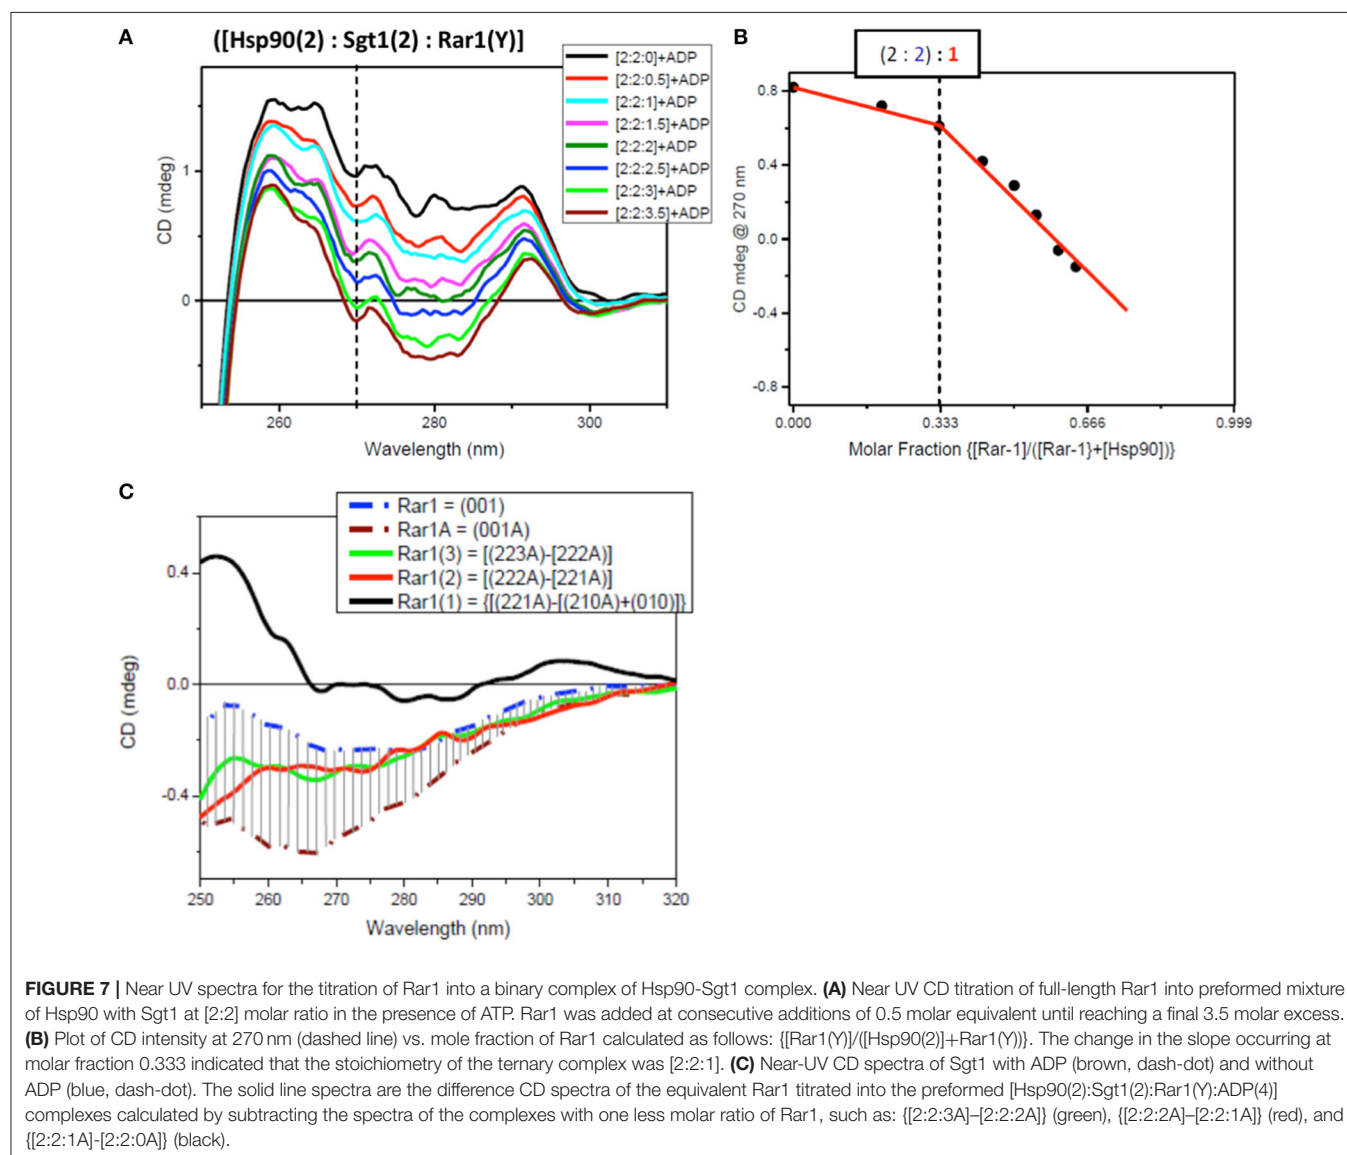 A
([Hsp90(2) : Sgt1(2) : Rar1(Y)]
[2:2:0]+ADP
[2:2:0.5]+ADP
[2:2:1]+ADP
[2:2:1.5]+ADP
[2:2:2]+ADP
[2:2:2.5]+ADP
[2:2:3]+ADP
[2:2:3.5]+ADP
CD (mdeg)
1
0
260
280
300
Wavelength (nm)
B
(2 : 2) : 1
CD mdeg @ 270 nm
0.8
0.4
0.0
-0.4
-0.8
0.000
0.333
0.666
0.999
Molar Fraction {[Rar-1]/([Rar-1}+[Hsp90])}
C
Rar1 = (001)
Rar1A = (001A)
Rar1(3) = [(223A)-[222A)]
Rar1(2) = [(222A)-[221A)]
Rar1(1) = {[(221A)-[(210A)+(010)]}
CD (mdeg)
0.4
0.0
-0.4
250
260
270
280
290
300
310
320
Wavelength (nm)
FIGURE 7 | Near UV spectra for the titration of Rar1 into a binary complex of Hsp90-Sgt1 complex. (A) Near UV CD titration of full-length Rar1 into preformed mixture
of Hsp90 with Sgt1 at [2:2] molar ratio in the presence of ATP. Rar1 was added at consecutive additions of 0.5 molar equivalent until reaching a final 3.5 molar excess.
(B) Plot of CD intensity at 270 nm (dashed line) vs. mole fraction of Rar1 calculated as follows: {[Rar1(Y)]/([Hsp90(2)]+Rar1(Y))}. The change in the slope occurring at
molar fraction 0.333 indicated that the stoichiometry of the ternary complex was [2:2:1]. (C) Near-UV CD spectra of Sgt1 with ADP (brown, dash-dot) and without
ADP (blue, dash-dot). The solid line spectra are the difference CD spectra of the equivalent Rar1 titrated into the preformed [Hsp90(2):Sgt1(2):Rar1(Y):ADP(4)]
complexes calculated by subtracting the spectra of the complexes with one less molar ratio of Rar1, such as: {[2:2:3A]–[2:2:2A]} (green), {[2:2:2A]–[2:2:1A]} (red), and
{[2:2:1A]-[2:2:0A]} (black).